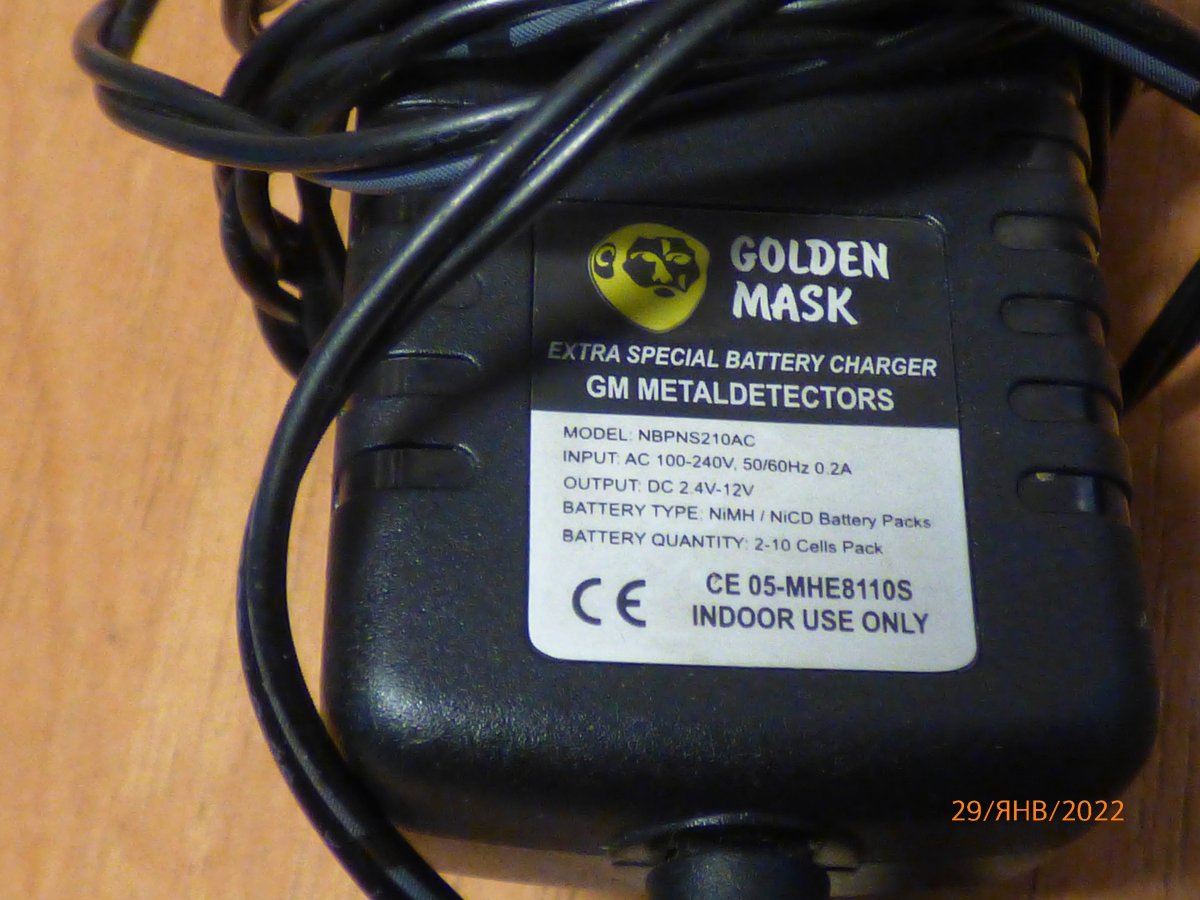 GOLDEN
MASK
EXTRA SPECIAL BATTERY CHARGER
GM METALDETECTORS
MODEL: NBPNS210AC
INPUT: AC 100-240V, 50/60Hz 0.2A
OUTPUT: DC 2.4V-12V
BATTERY TYPE: NiMH / NiCD Battery Packs
BATTERY QUANTITY: 2-10 Cells Pack
CE CE 05-MHE8110S
INDOOR USE ONLY
29/ЯНВ/2022